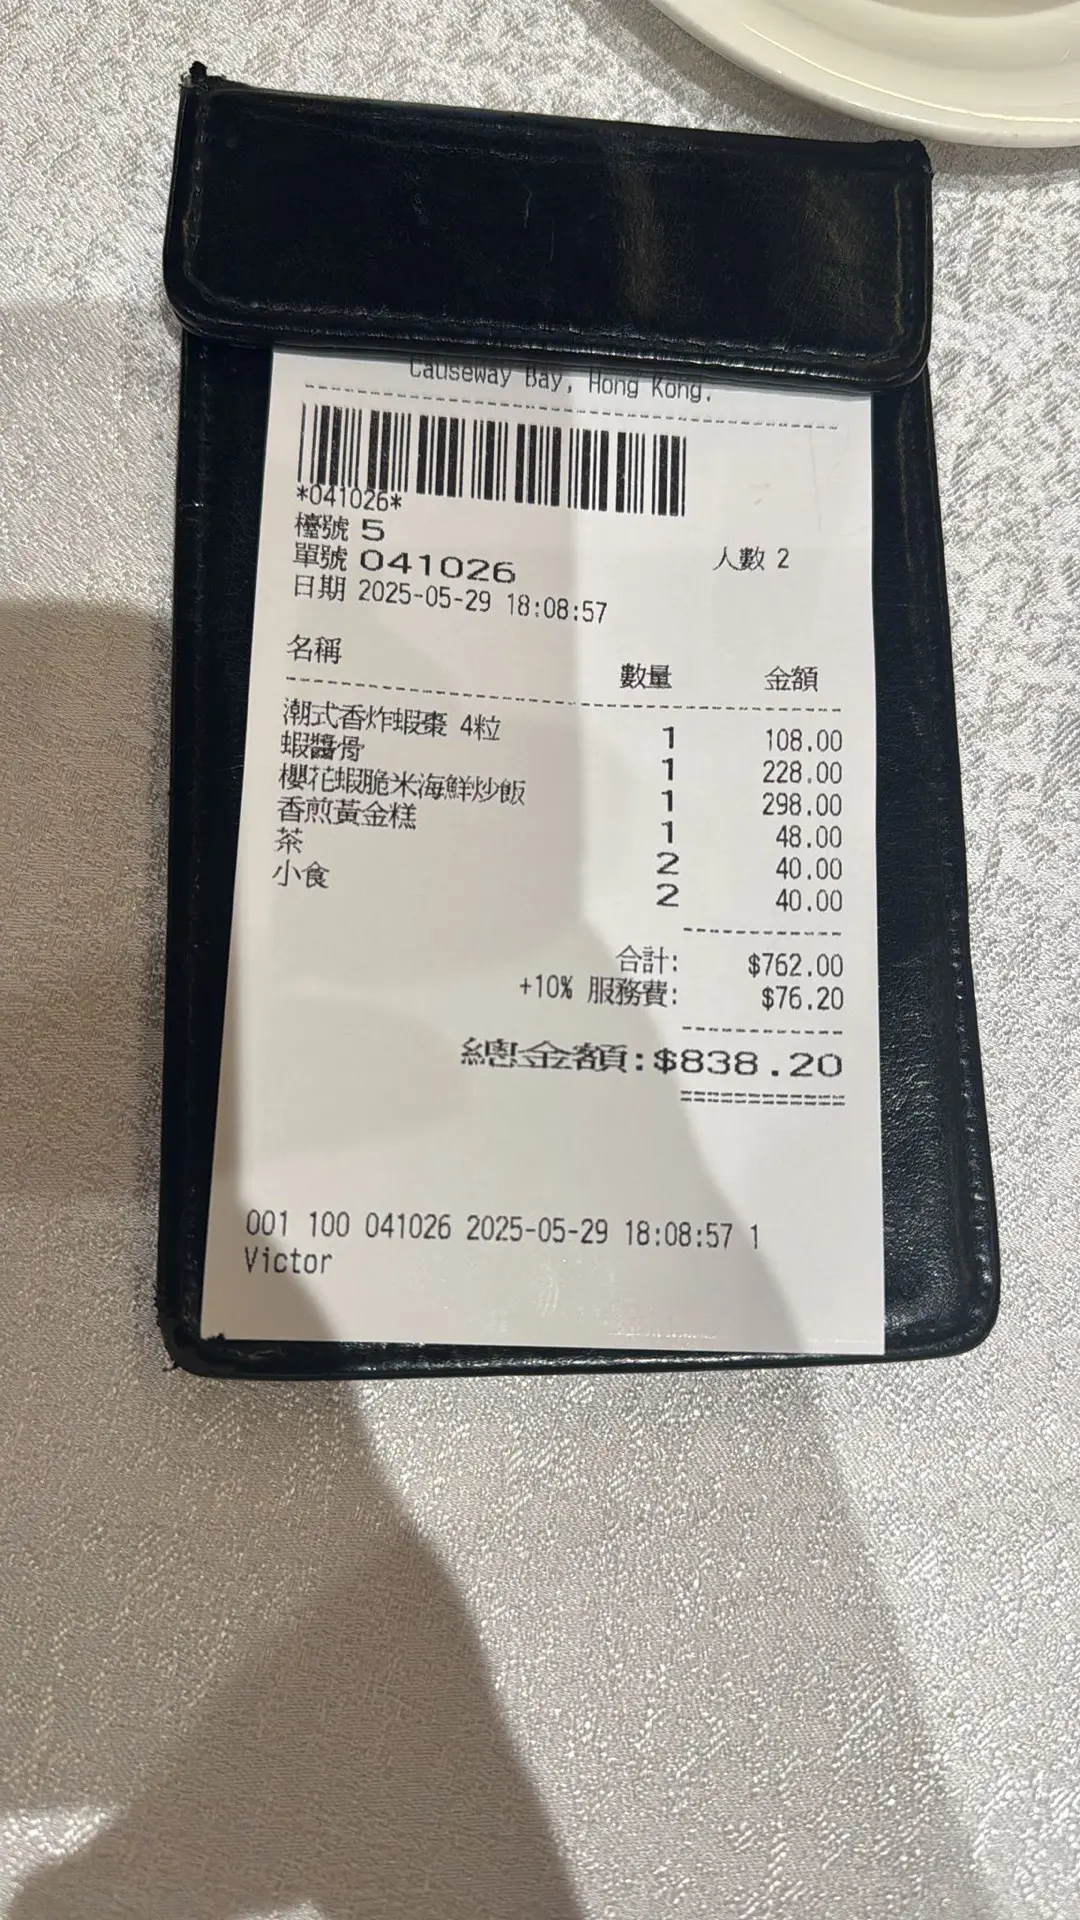 Causeway Bay, Hong Kong.
*041026*
檯號 5 人數 2
單號 041026
日期 2025-05-29 18:08:57
名稱 數量 金額
潮式香炸蝦棗 4粒 1 108.00
蝦醬骨 1 228.00
櫻花蝦脆米海鮮炒飯 1 298.00
香煎黃金糕 1 48.00
茶 2 40.00
小食 2 40.00
合計: $762.00
+10% 服務費: $76.20
總金額:$838.20
001 100 041026 2025-05-29 18:08:57 1
Victor